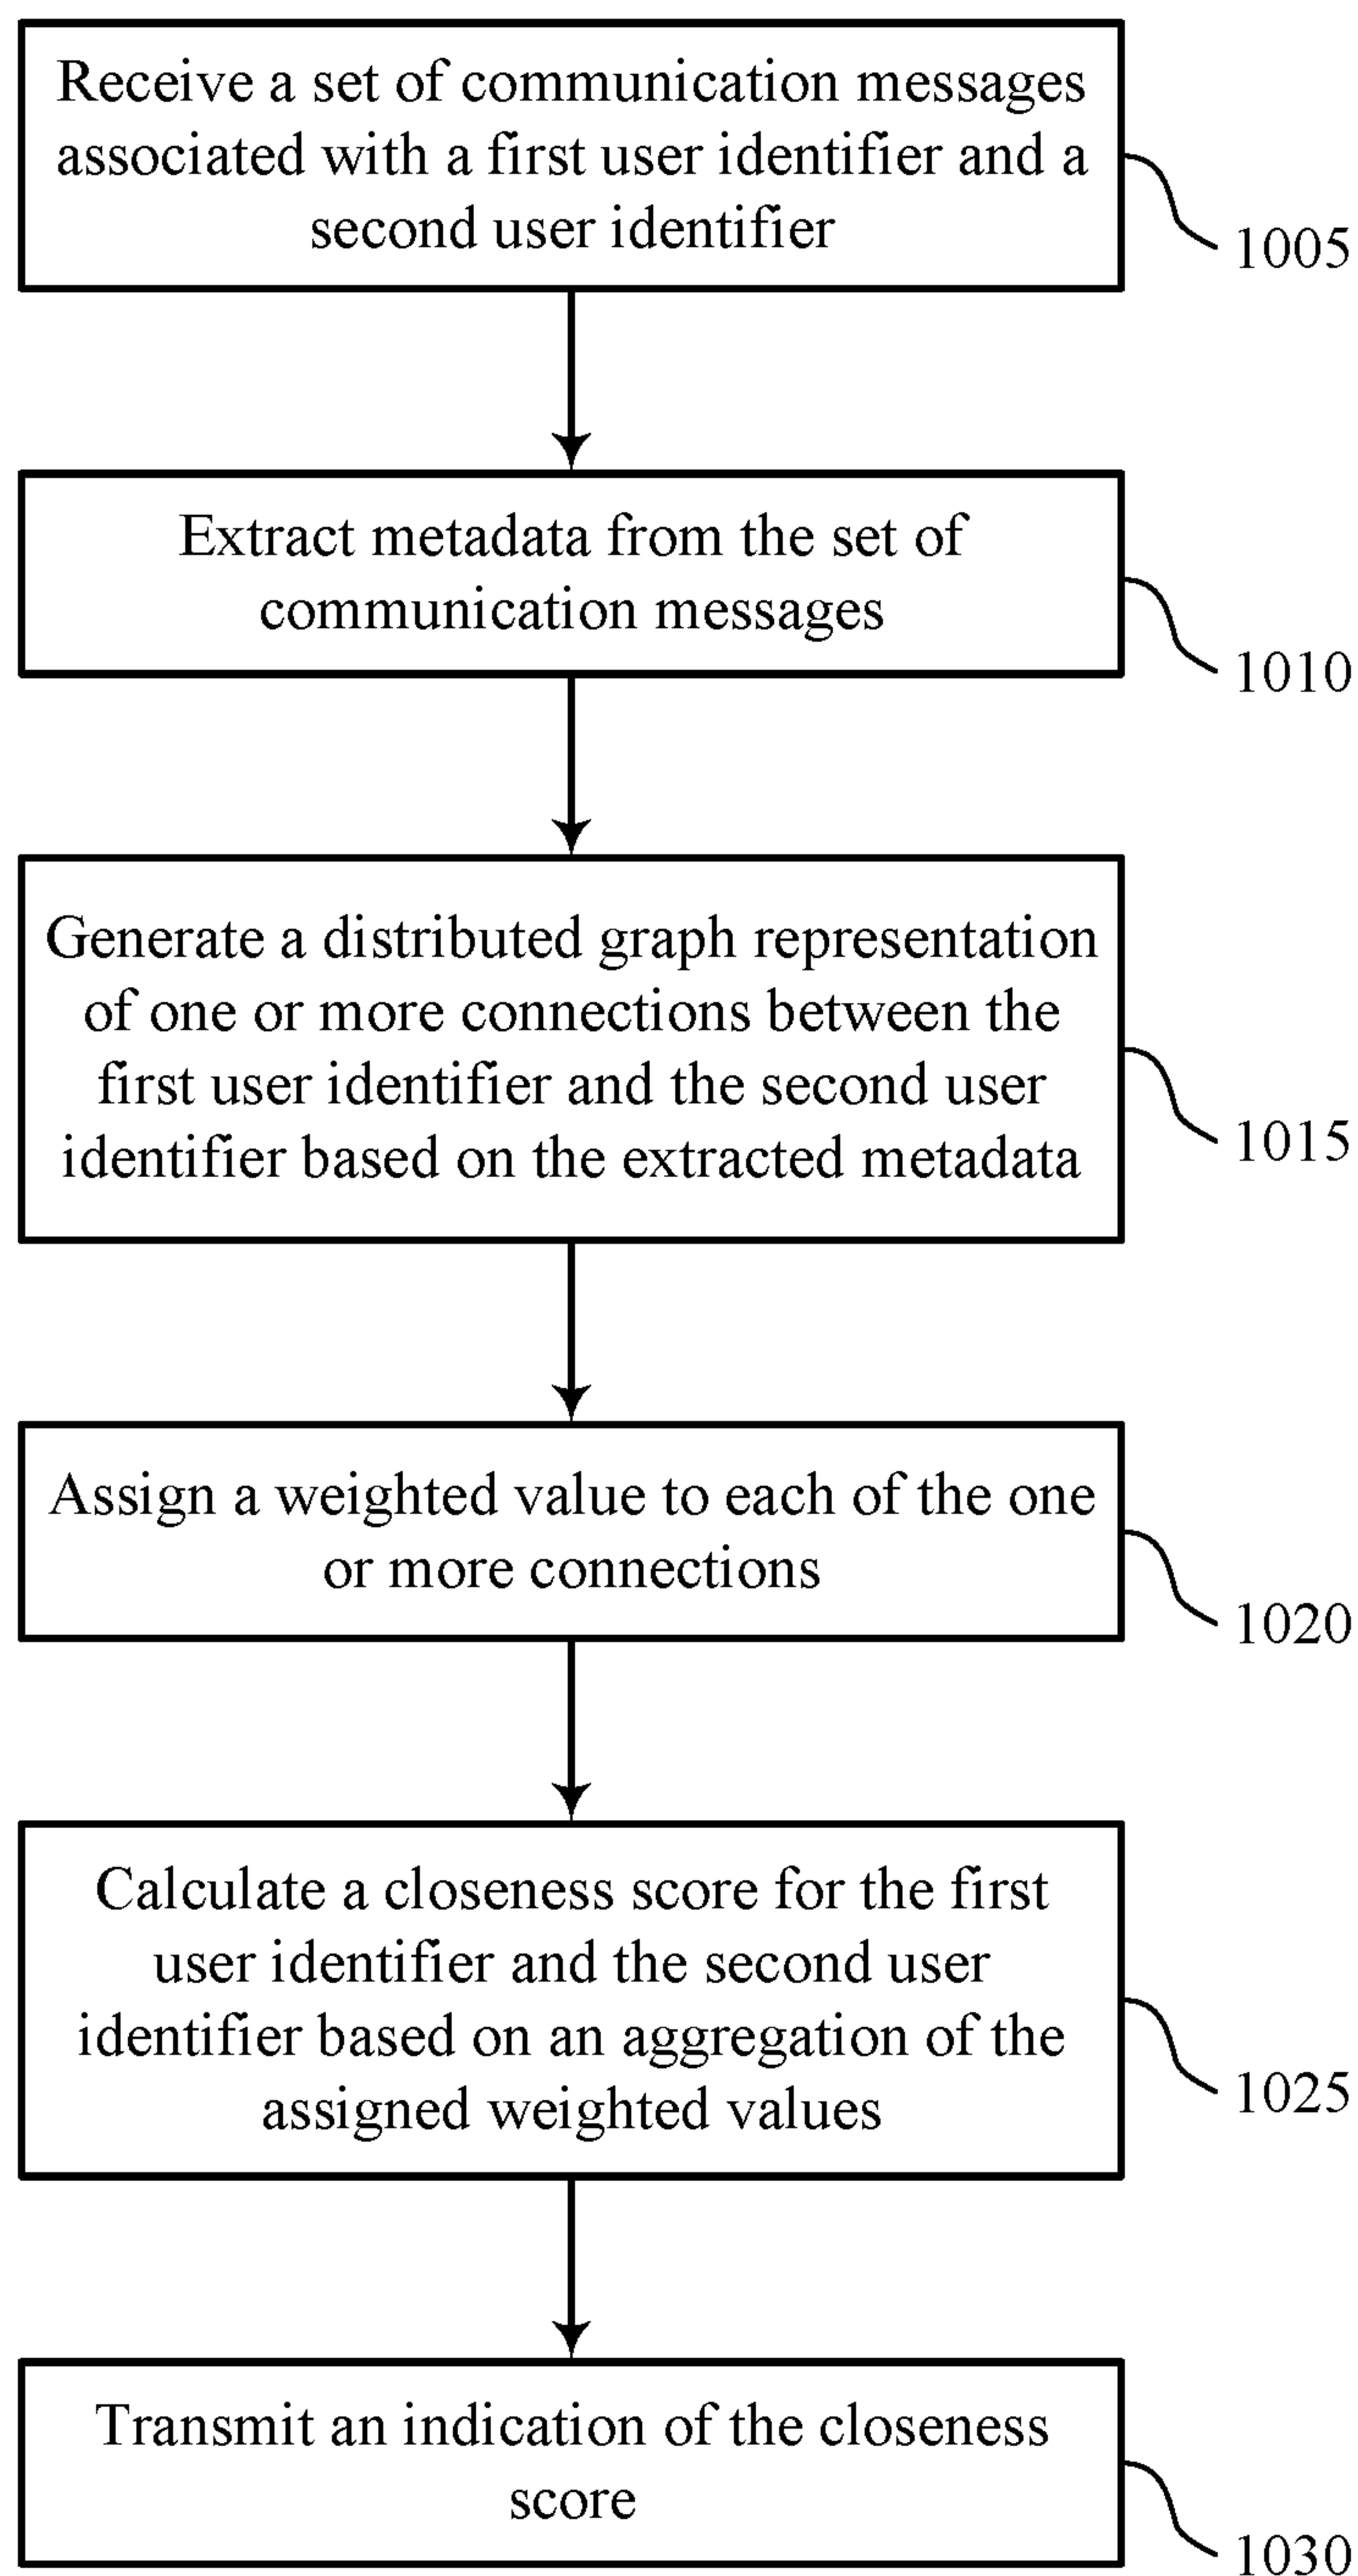 Receive a set of communication messages
associated with a first user identifier and a
second user identifier
1005
Extract metadata from the set of
communication messages
1010
Generate a distributed graph representation
of one or more connections between the
first user identifier and the second user
identifier based on the extracted metadata
1015
Assign a weighted value to each of the one
or more connections
1020
Calculate a closeness score for the first
user identifier and the second user
identifier based on an aggregation of the
assigned weighted values
1025
Transmit an indication of the closeness
score
1030